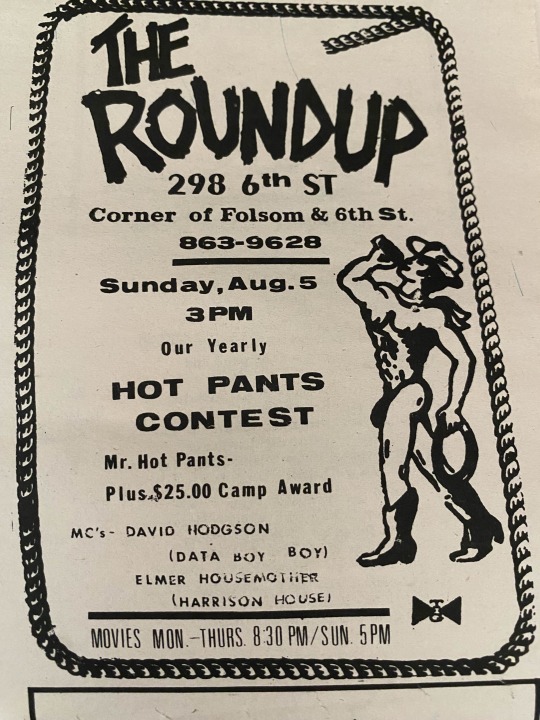 THE
ROUNDUP
298 6th ST
Corner of Folsom & 6th St.
863-9628
Sunday, Aug. 5
3PM
Our Yearly
HOT PANTS
CONTEST
Mr. Hot Pants-
Plus $25.00 Camp Award
MC's- DAVID HODGSON
(DATA BOY BOY)
ELMER HOUSEMOTHER
(HARRISON HOUSE)
TG
MOVIES MON.-THURS. 8:30 PM/SUN. 5PM